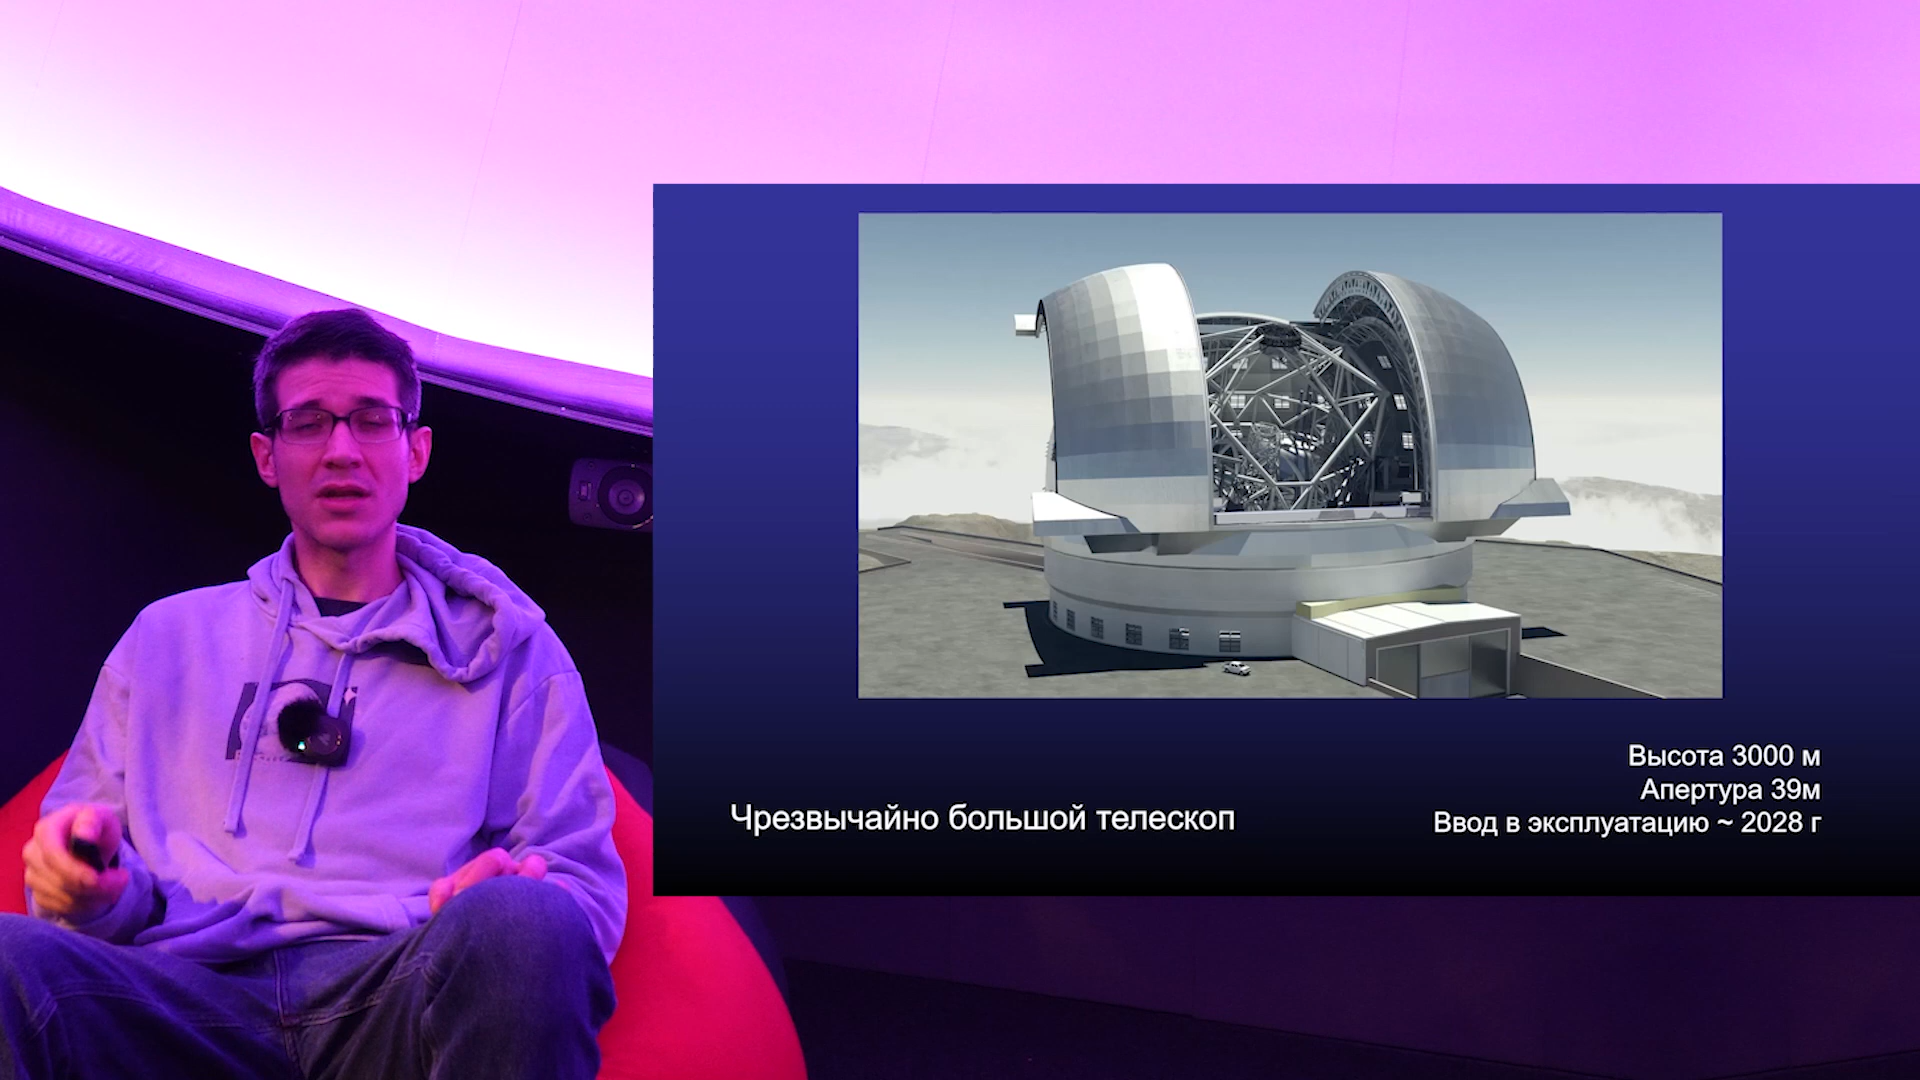 Чрезвычайно большой телескоп
Высота 3000 м
Апертура 39м
Ввод в эксплуатацию ~ 2028 г